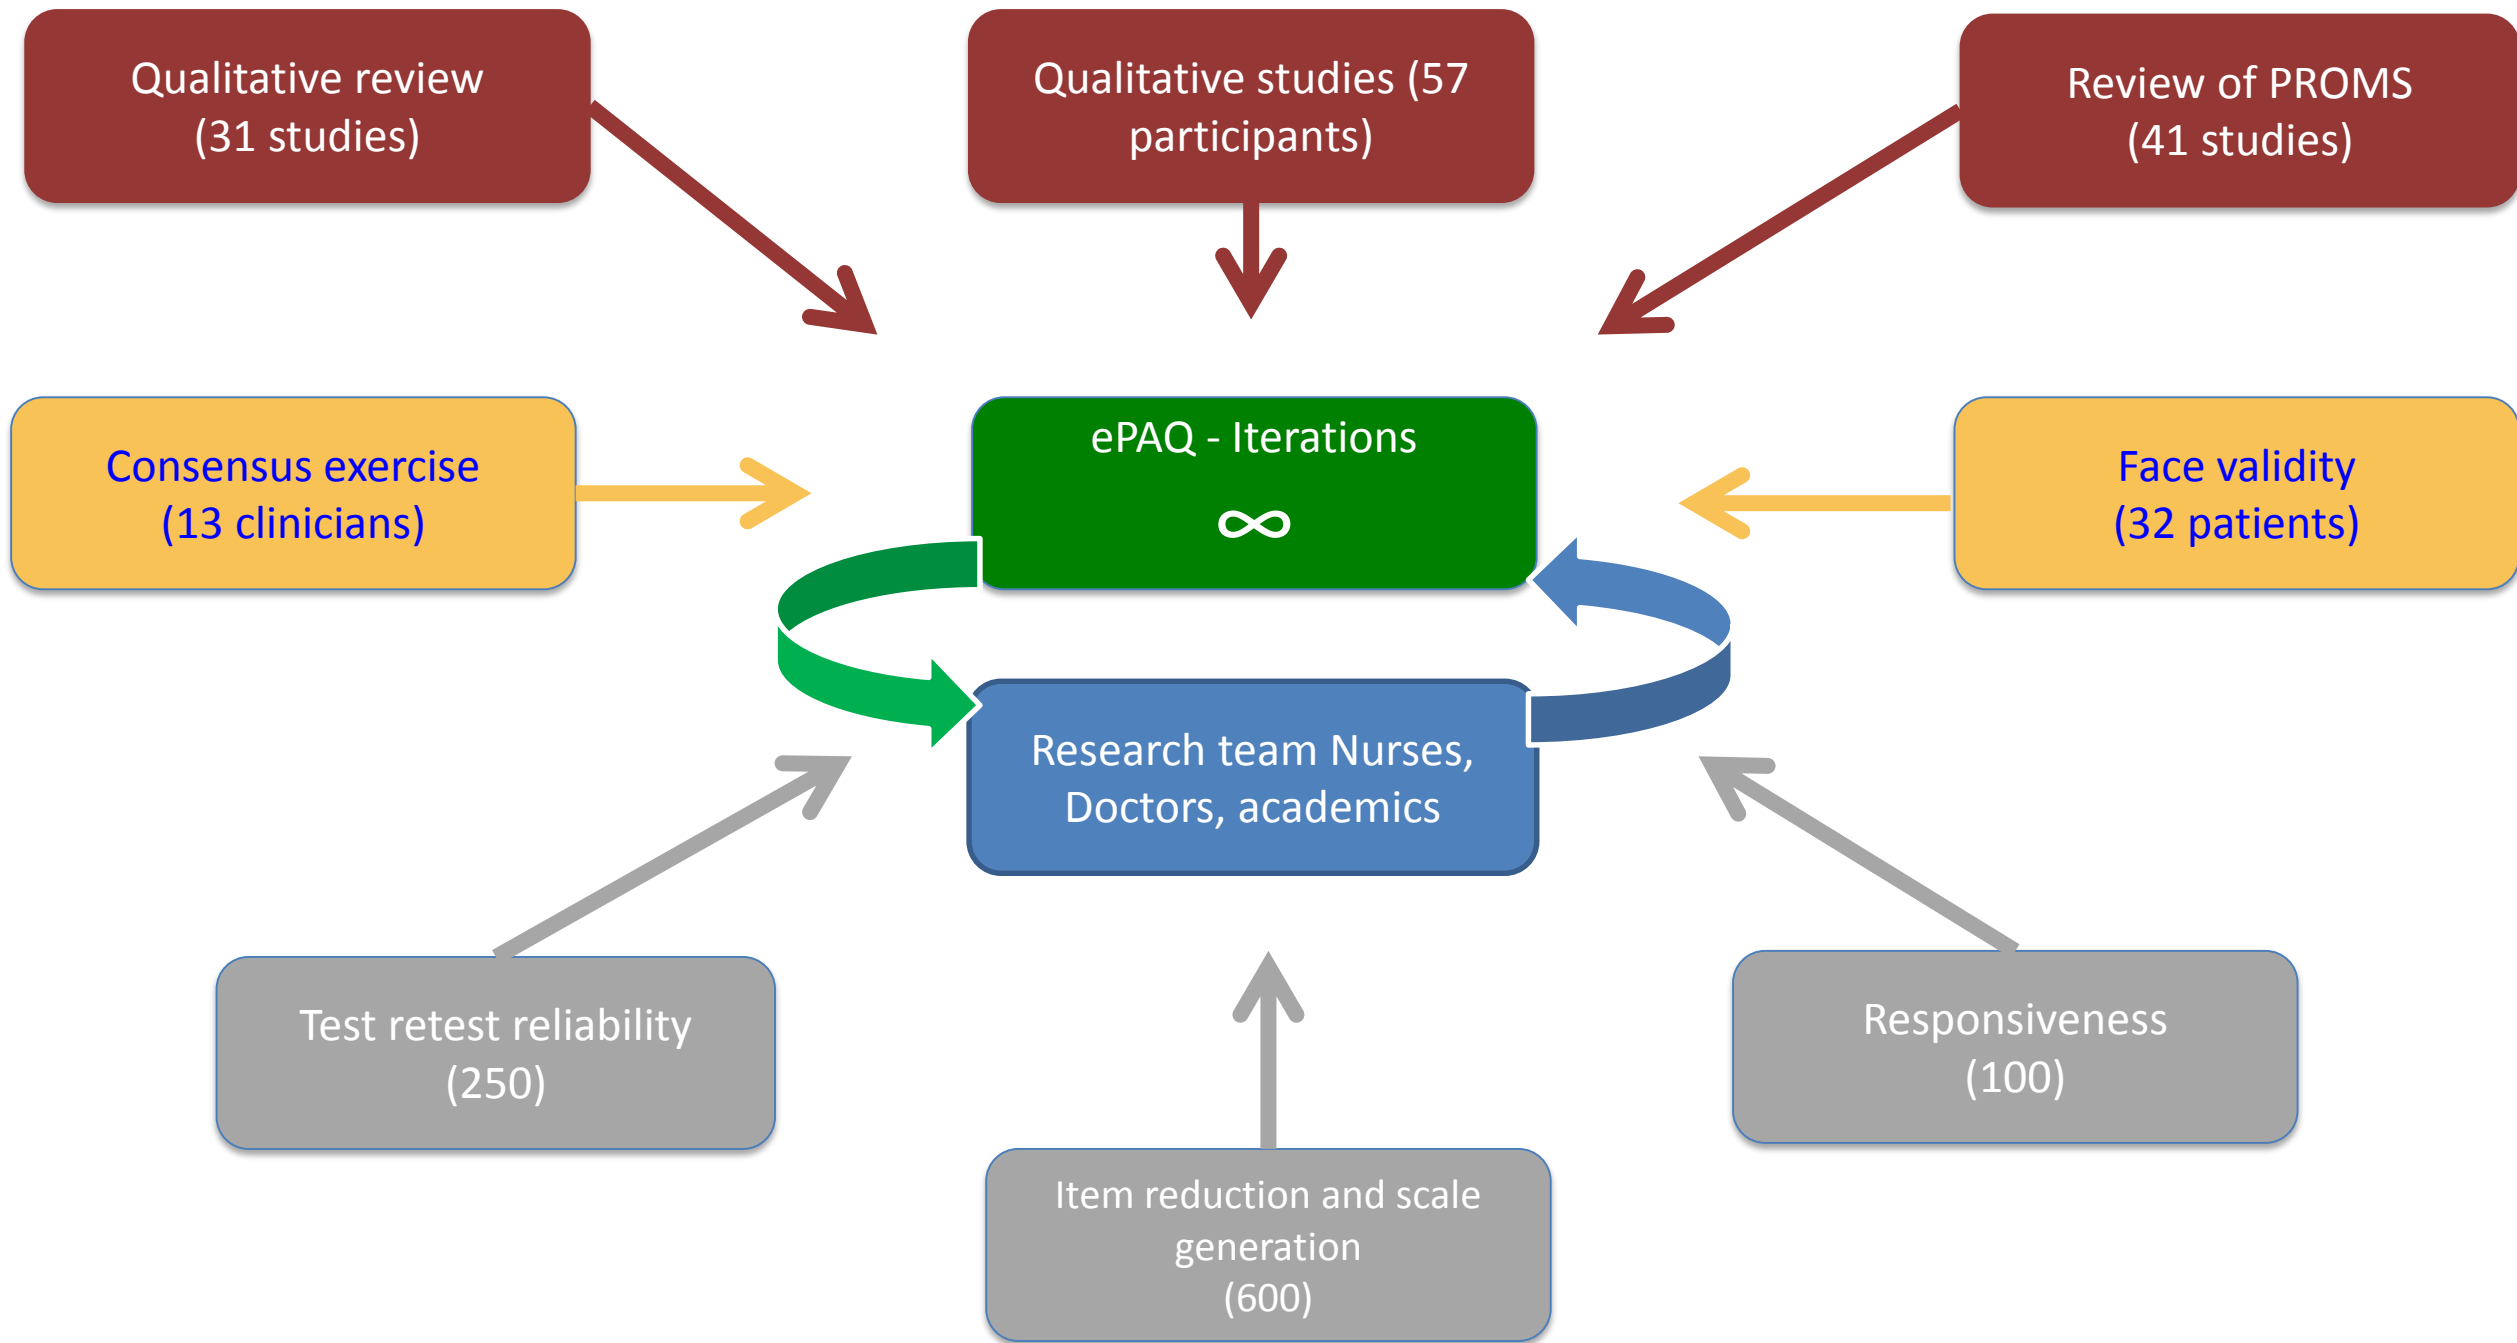 Qualitative review
(31 studies)
Qualitative studies (57
participants)
Review of PROMS
(41 studies)
Consensus exercise
(13 clinicians)
ePAQ - Iterations
∞
Face validity
(32 patients)
Research team Nurses,
Doctors, academics
Test retest reliability
(250)
Responsiveness
(100)
Item reduction and scale
generation
(600)